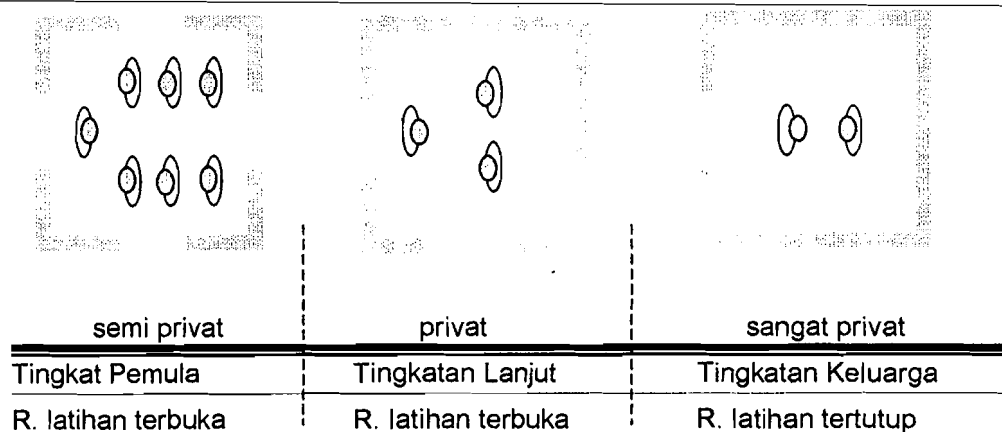 semi privat privat sangat privat
Tingkat Pemula Tingkatan Lanjut Tingkatan Keluarga
R. latihan terbuka R. latihan terbuka R. latihan tertutup